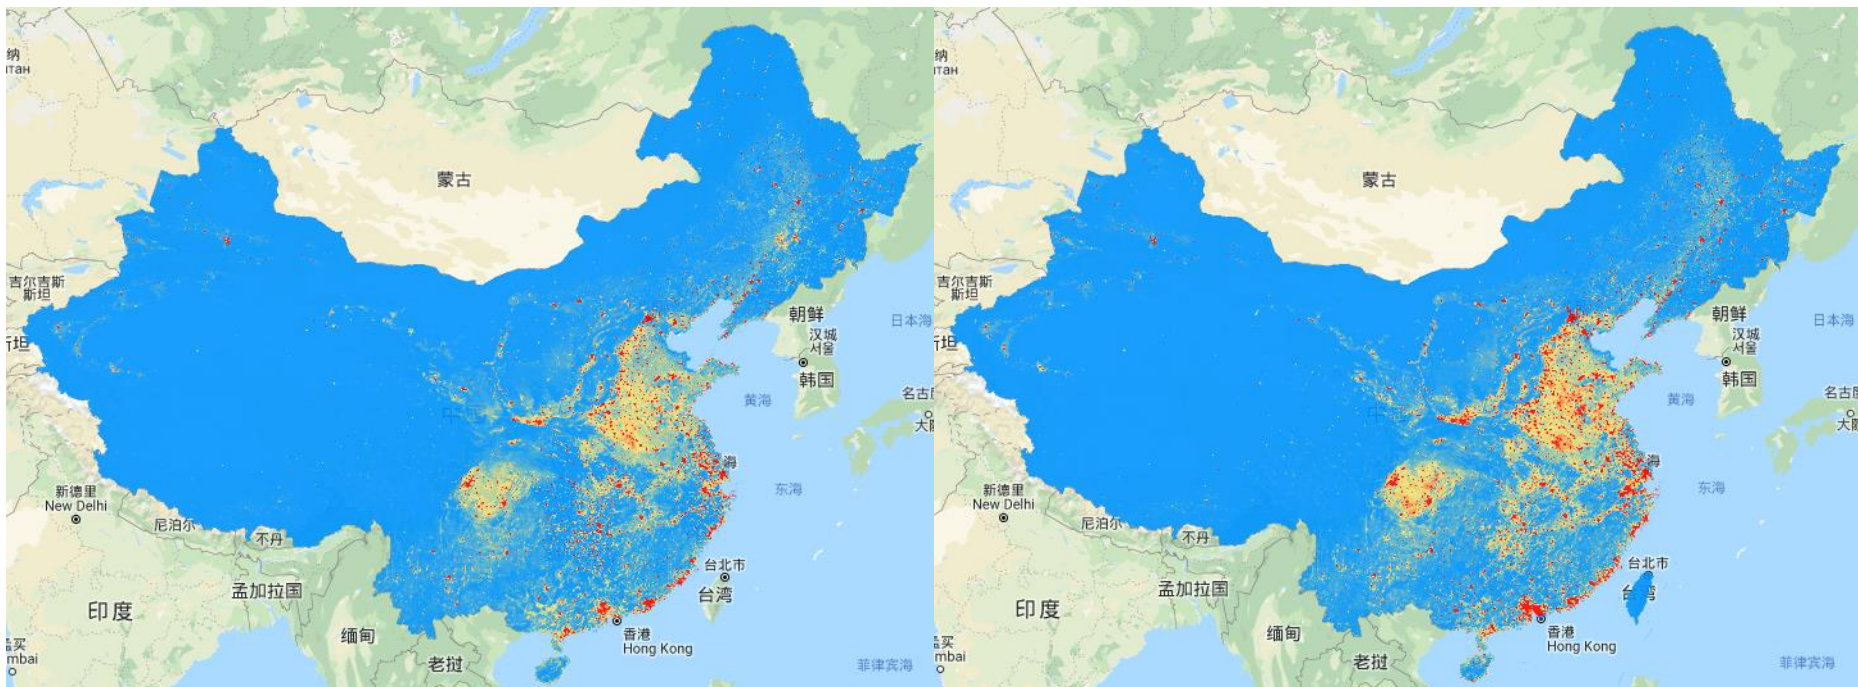 纳
итан
蒙古
吉尔吉斯
斯坦
朝鲜
日本海
汉城
서울
斯坦
韩国
黄海
名古
大阪
海
东海
新德里
New Delhi
尼泊尔
不丹
台北市
孟加拉国
台湾
印度
缅甸
香港
Hong Kong
孟买
mbai
老挝
菲律宾海
纳
итан
蒙古
吉尔吉斯
斯坦
朝鲜
日本海
汉城
서울
斯坦
韩国
黄海
名古
大阪
海
东海
新德里
New Delhi
尼泊尔
不丹
台北市
孟加拉国
台湾
印度
缅甸
香港
Hong Kong
孟买
mbai
老挝
菲律宾海